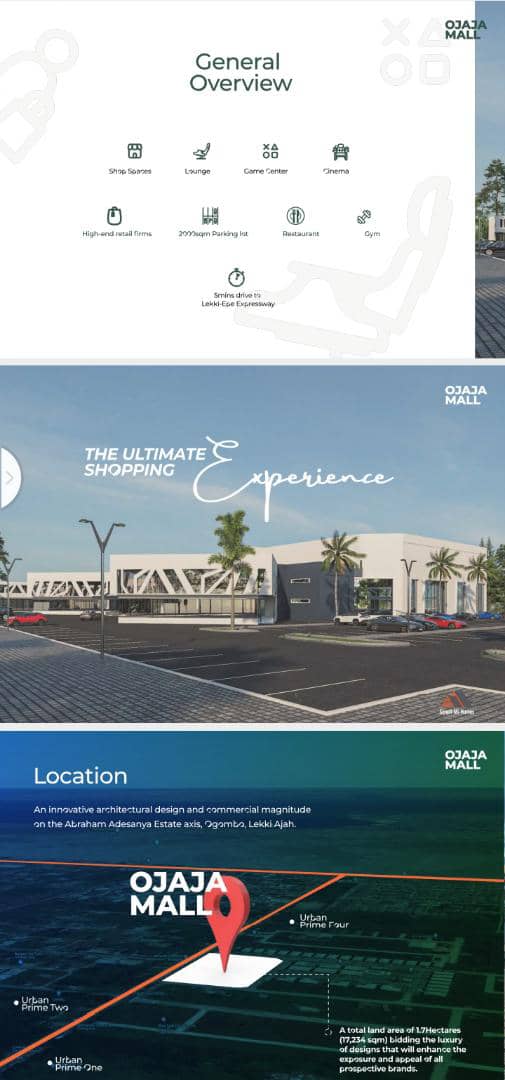 OJAJA
MALL
General
Overview
Shop Spaces
Lounge
Game Center
Cinema
High-end retail firms
2000sqm Parking lot
Restaurant
Gym
5mins drive to
Lekki-Epe Expressway
OJAJA
MALL
THE ULTIMATE
SHOPPING
Experience
OJAJA
MALL
Location
An innovative architectural design and commercial magnitude
on the Abraham Adesanya Estate axis, Ogombo, Lekki Ajah.
OJAJA
MALL
Urban
Prime Four
Urban
Prime Two
Urban
Prime One
A total land area of 1.7Hectares
(17,234 sqm) bidding the luxury
of designs that will enhance the
exposure and appeal of all
prospective brands.